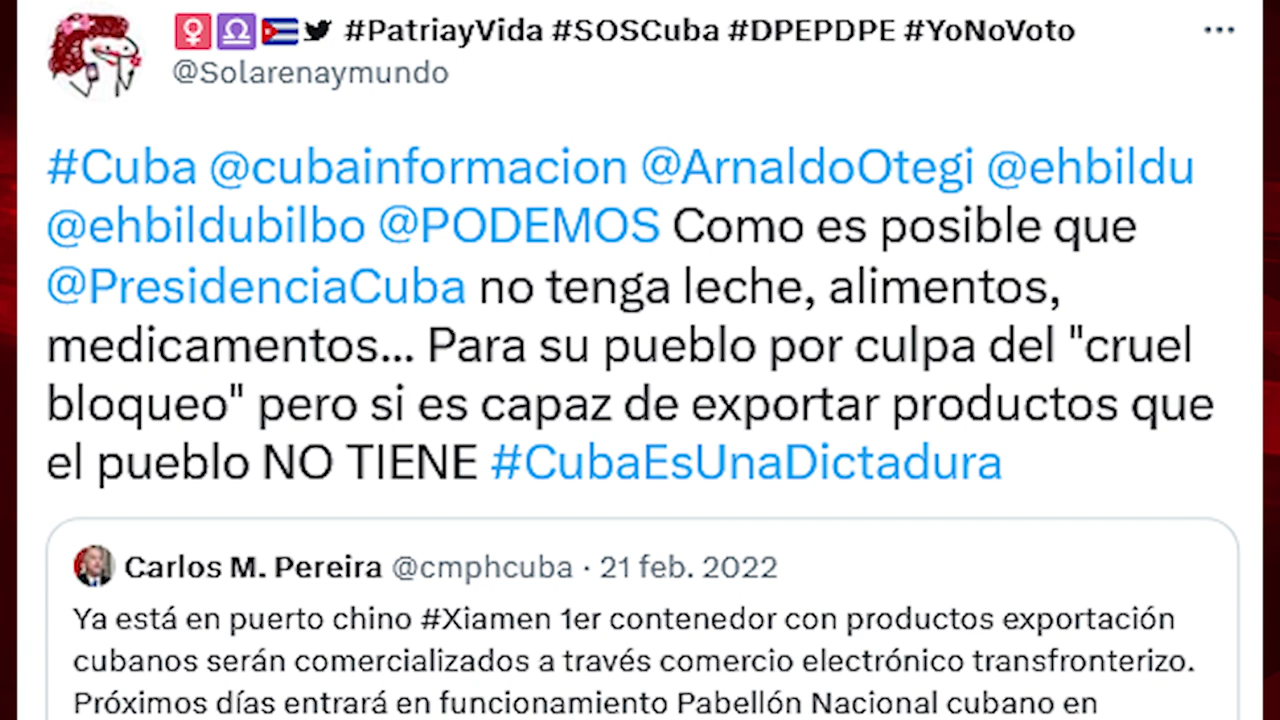 #PatriayVida #SOSCuba #DPEPDPE #YoNoVoto
@Solarenaymundo
#Cuba @cubainformacion @ArnaldoOtegi @ehbildu
@ehbildubilbo @PODEMOS Como es posible que
@PresidenciaCuba no tenga leche, alimentos,
medicamentos... Para su pueblo por culpa del "cruel
bloqueo" pero si es capaz de exportar productos que
el pueblo NO TIENE #CubaEsUnaDictadura
Carlos M. Pereira @cmphcuba · 21 feb. 2022
Ya está en puerto chino #Xiamen 1er contenedor con productos exportación
cubanos serán comercializados a través comercio electrónico transfronterizo.
Próximos días entrará en funcionamiento Pabellón Nacional cubano en